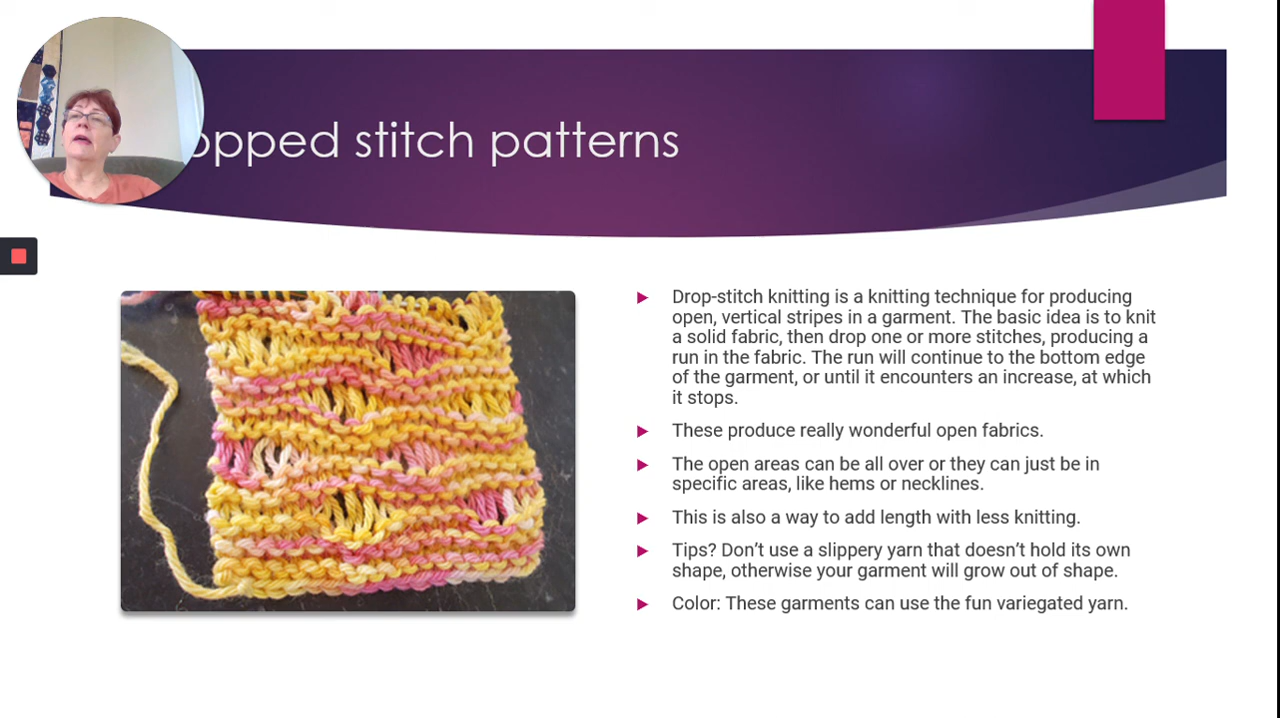 opped stitch patterns
Drop-stitch knitting is a knitting technique for producing
open, vertical stripes in a garment. The basic idea is to knit
a solid fabric, then drop one or more stitches, producing a
run in the fabric. The run will continue to the bottom edge
of the garment, or until it encounters an increase, at which
it stops.
These produce really wonderful open fabrics.
The open areas can be all over or they can just be in
specific areas, like hems or necklines.
This is also a way to add length with less knitting.
Tips? Don’t use a slippery yarn that doesn’t hold its own
shape, otherwise your garment will grow out of shape.
Color: These garments can use the fun variegated yarn.